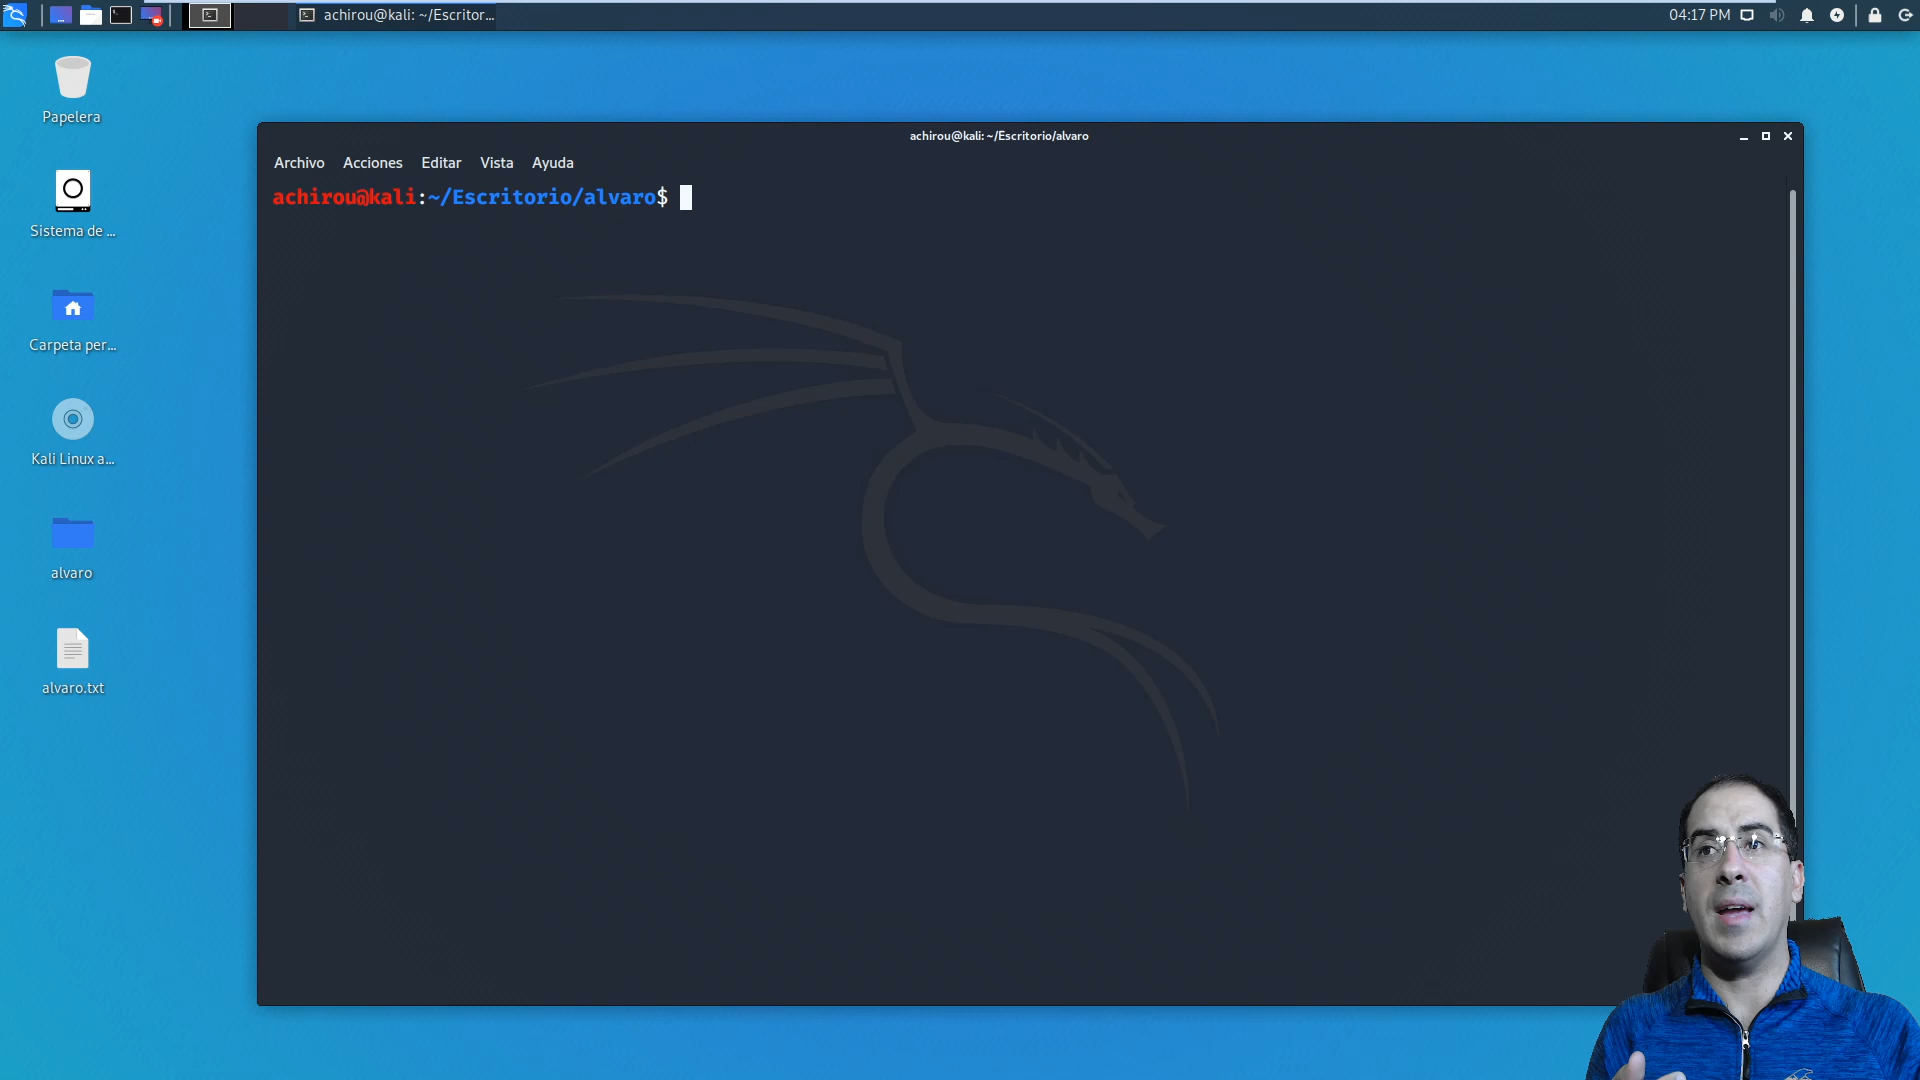 achirou@kali: ~/Escritor...
04:17 PM
Papelera
Sistema de ...
Carpeta per...
Kali Linux a...
alvaro
alvaro.txt
achirou@kali: ~/Escritorio/alvaro
Archivo Acciones Editar Vista Ayuda
achirou@kali:~/Escritorio/alvaro$